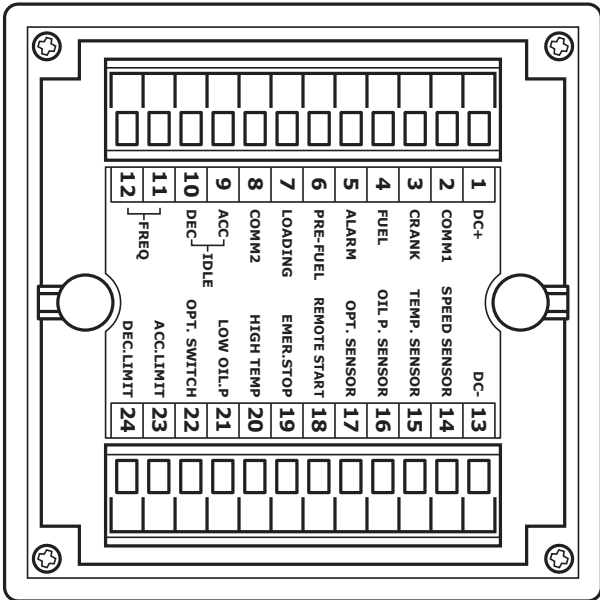 1 DC+
2 COMM1
3 CRANK
4 FUEL
5 ALARM
6 PRE-FUEL
7 LOADING
8 COMM2
9 ACC
10 DEC
IDLE
11
12
FREQ
DC- 13
SPEED SENSOR 14
TEMP. SENSOR 15
OIL P. SENSOR 16
OPT. SENSOR 17
REMOTE START 18
EMER.STOP 19
HIGH TEMP 20
LOW OIL.P 21
OPT. SWITCH 22
ACC.LIMIT 23
DEC.LIMIT 24